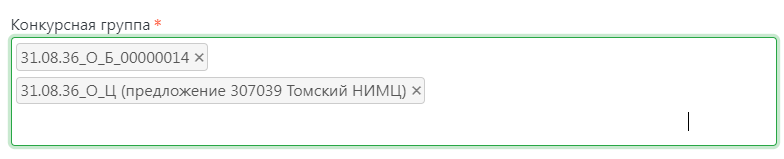 Конкурсная группа *
31.08.36_О_Б_00000014 ×
31.08.36_О_Ц (предложение 307039 Томский НИМЦ) ×